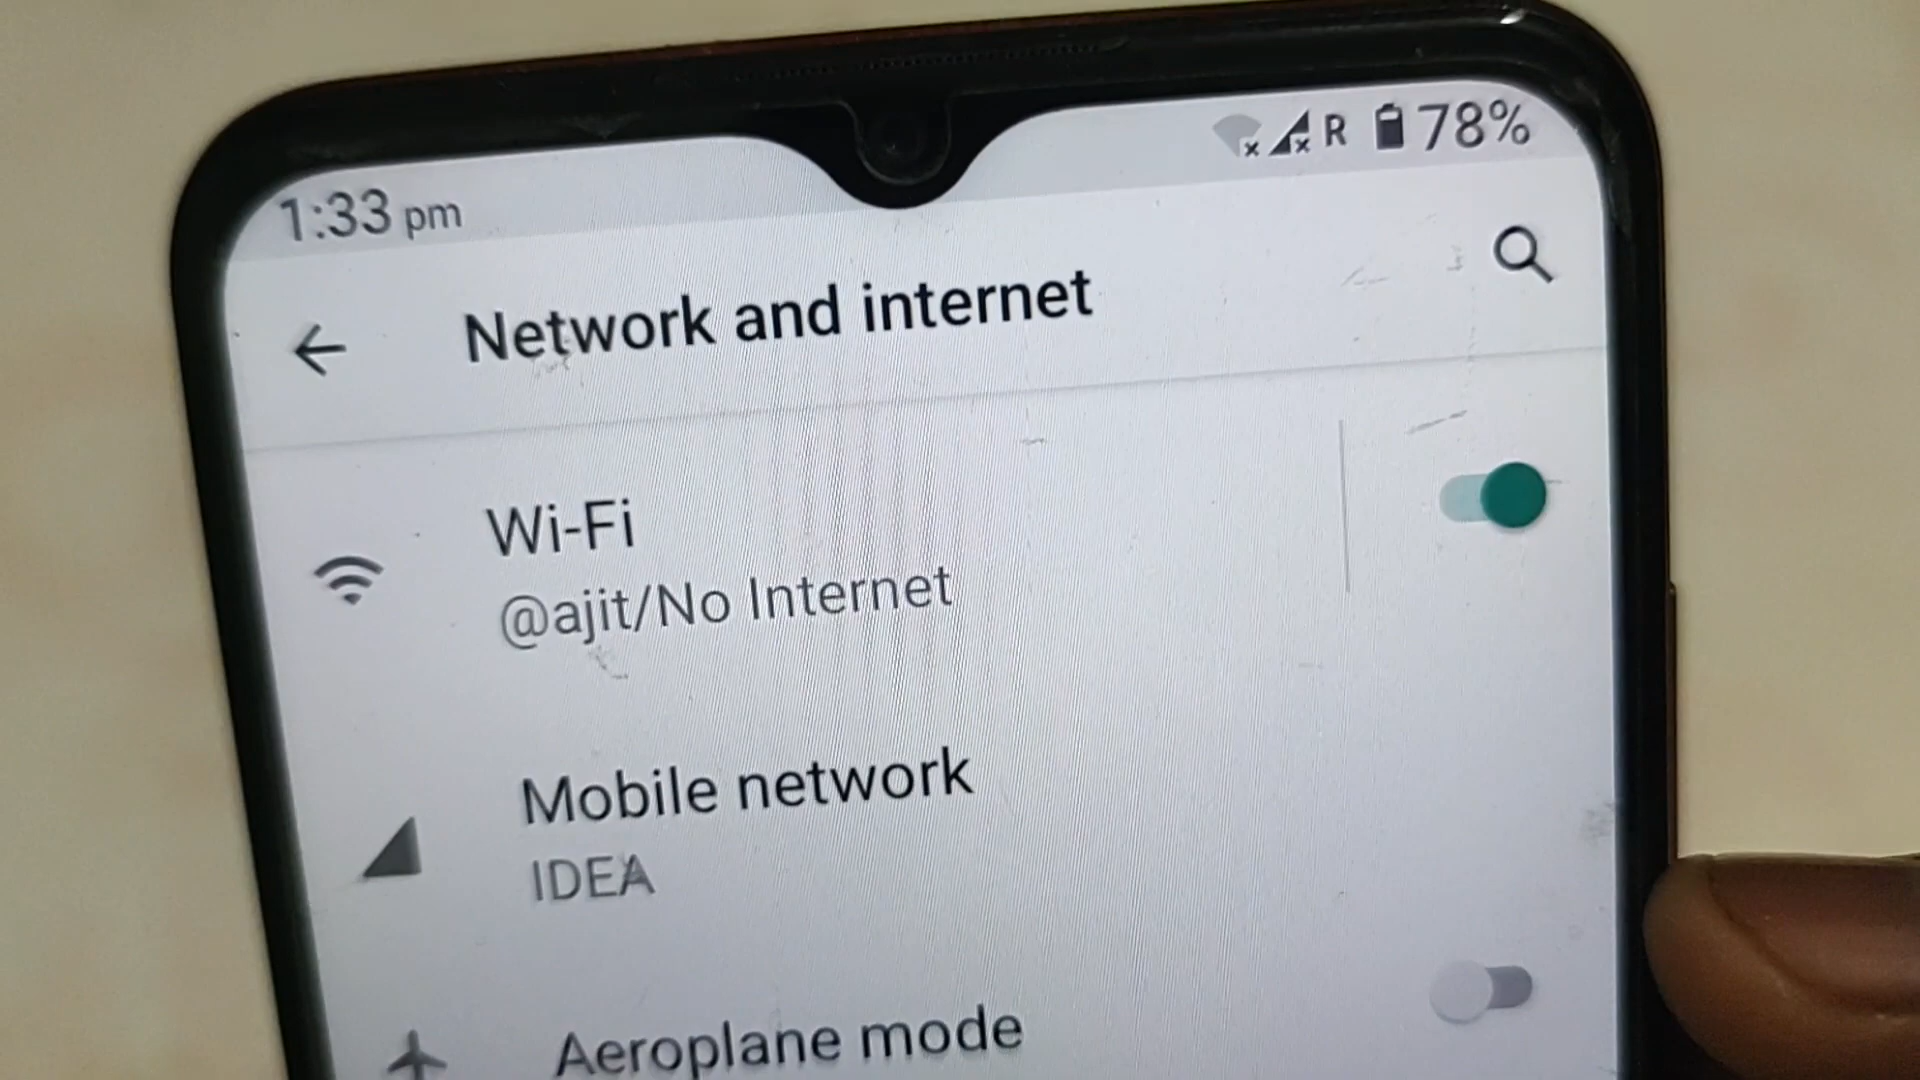 1:33 pm R 78%
Network and internet
Wi-Fi
@ajit/No Internet
Mobile network
IDEA
Aeroplane mode